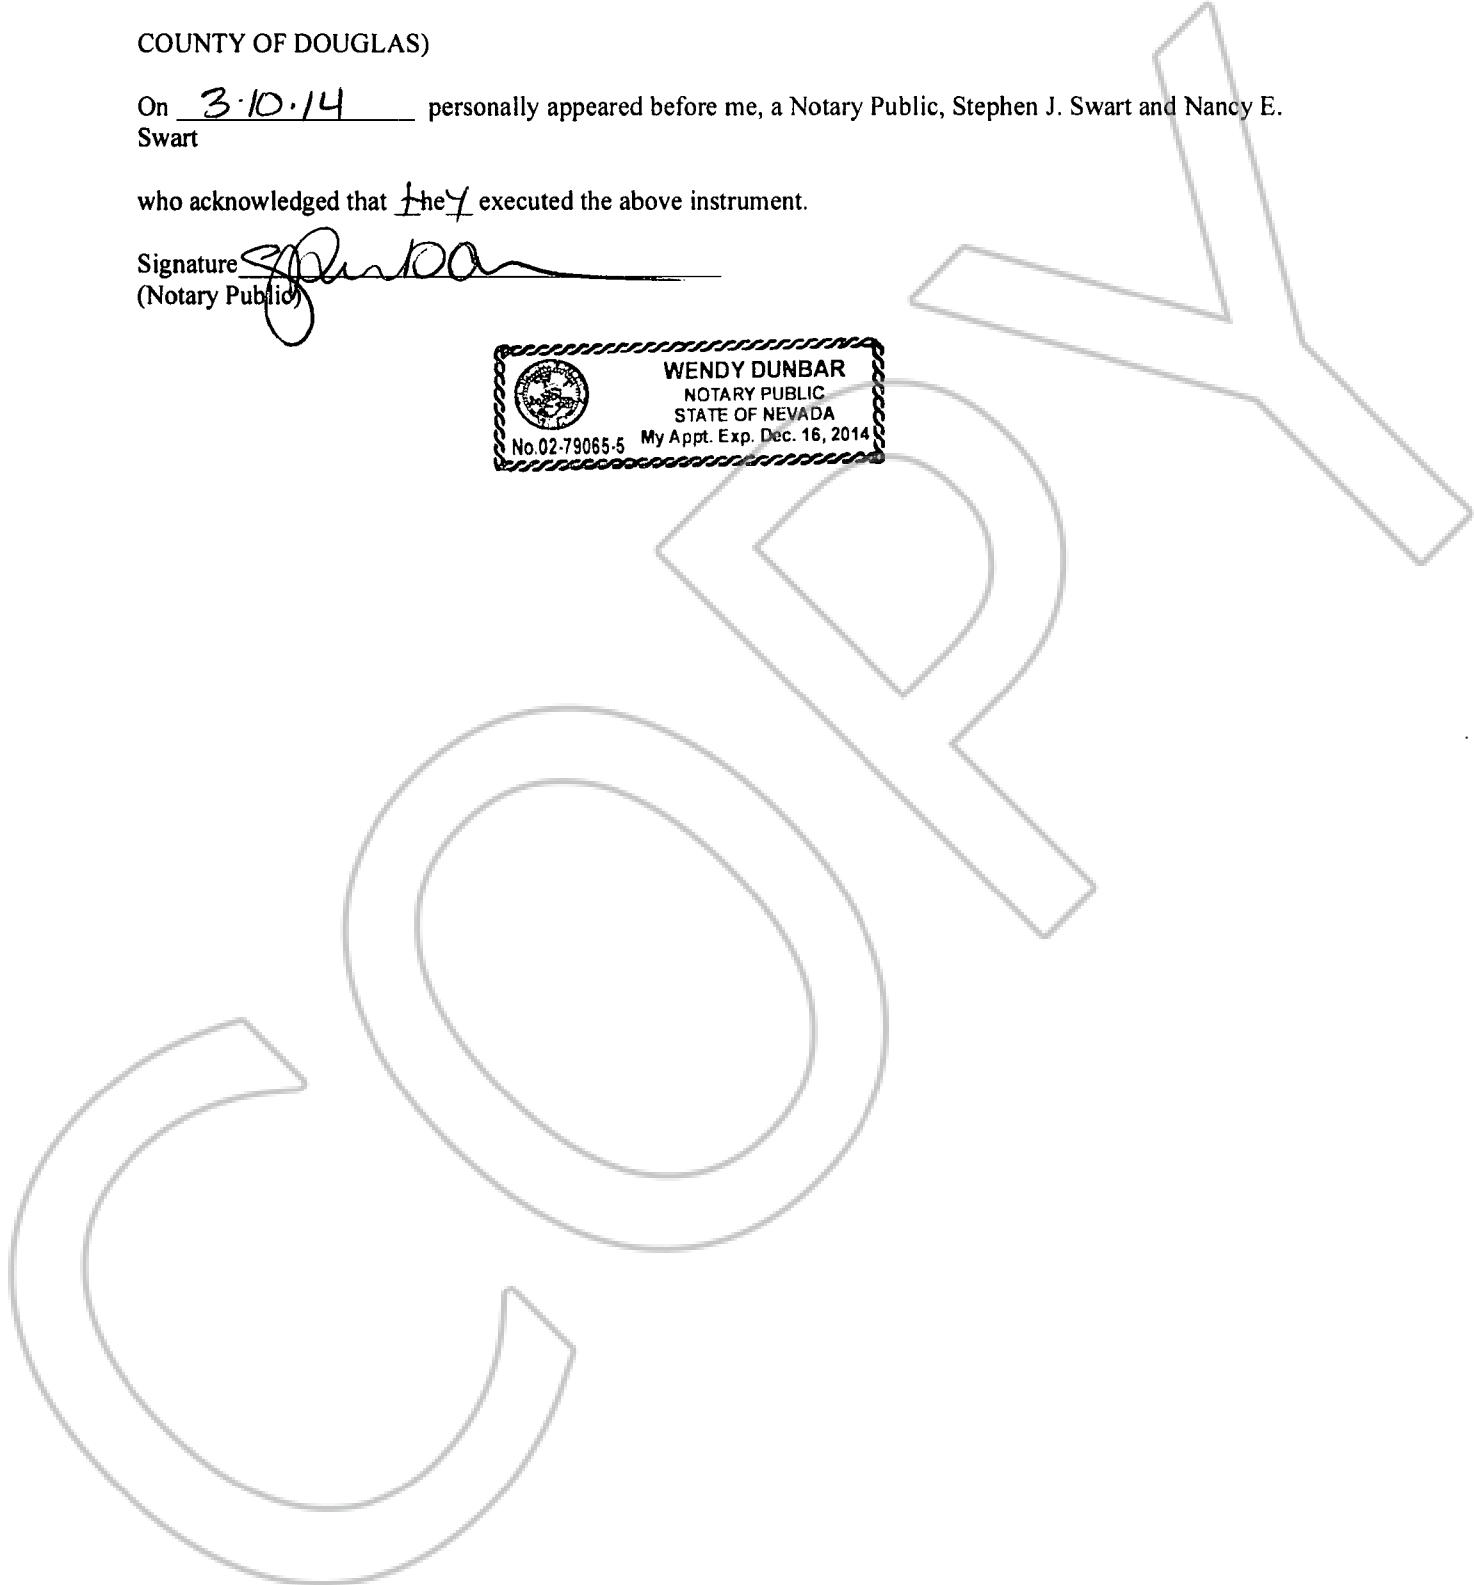 COUNTY OF DOUGLAS)
On 3·10·14 personally appeared before me, a Notary Public, Stephen J. Swart and Nancy E.
Swart
who acknowledged that they executed the above instrument.
Signature
(Notary Public)
WENDY DUNBAR
NOTARY PUBLIC
STATE OF NEVADA
No.02-79065-5 My Appt. Exp. Dec. 16, 2014
COPY